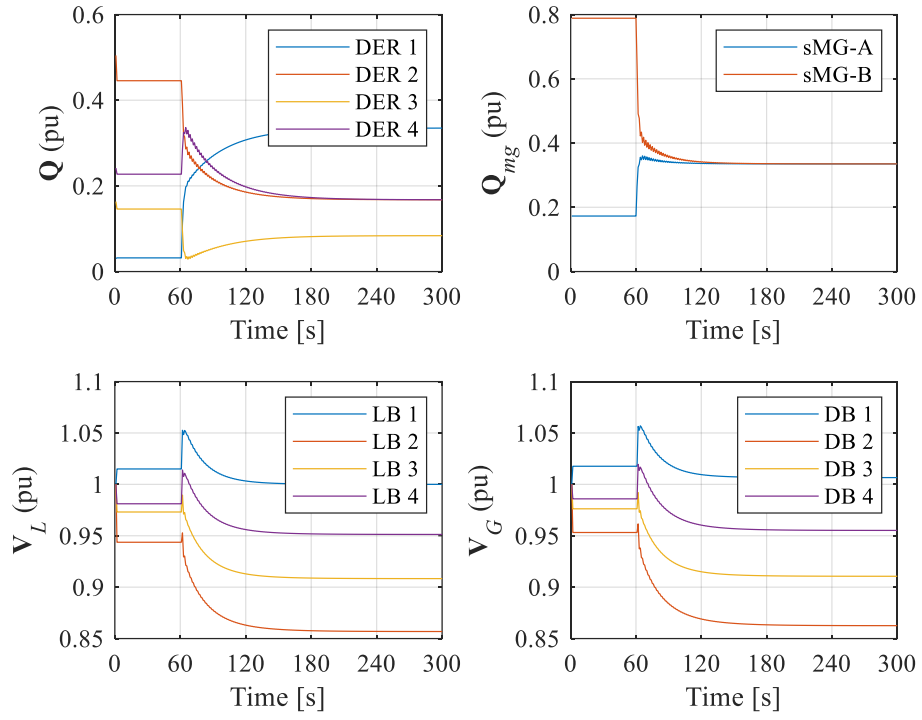 0.6
0.4
0.2
0
Q (pu)
DER 1
DER 2
DER 3
DER 4
0 60 120 180 240 300
Time [s]
0.8
0.6
0.4
0.2
0
Qmg (pu)
sMG-A
sMG-B
0 60 120 180 240 300
Time [s]
1.1
1.05
1
0.95
0.9
0.85
VL (pu)
LB 1
LB 2
LB 3
LB 4
0 60 120 180 240 300
Time [s]
1.1
1.05
1
0.95
0.9
0.85
VG (pu)
DB 1
DB 2
DB 3
DB 4
0 60 120 180 240 300
Time [s]